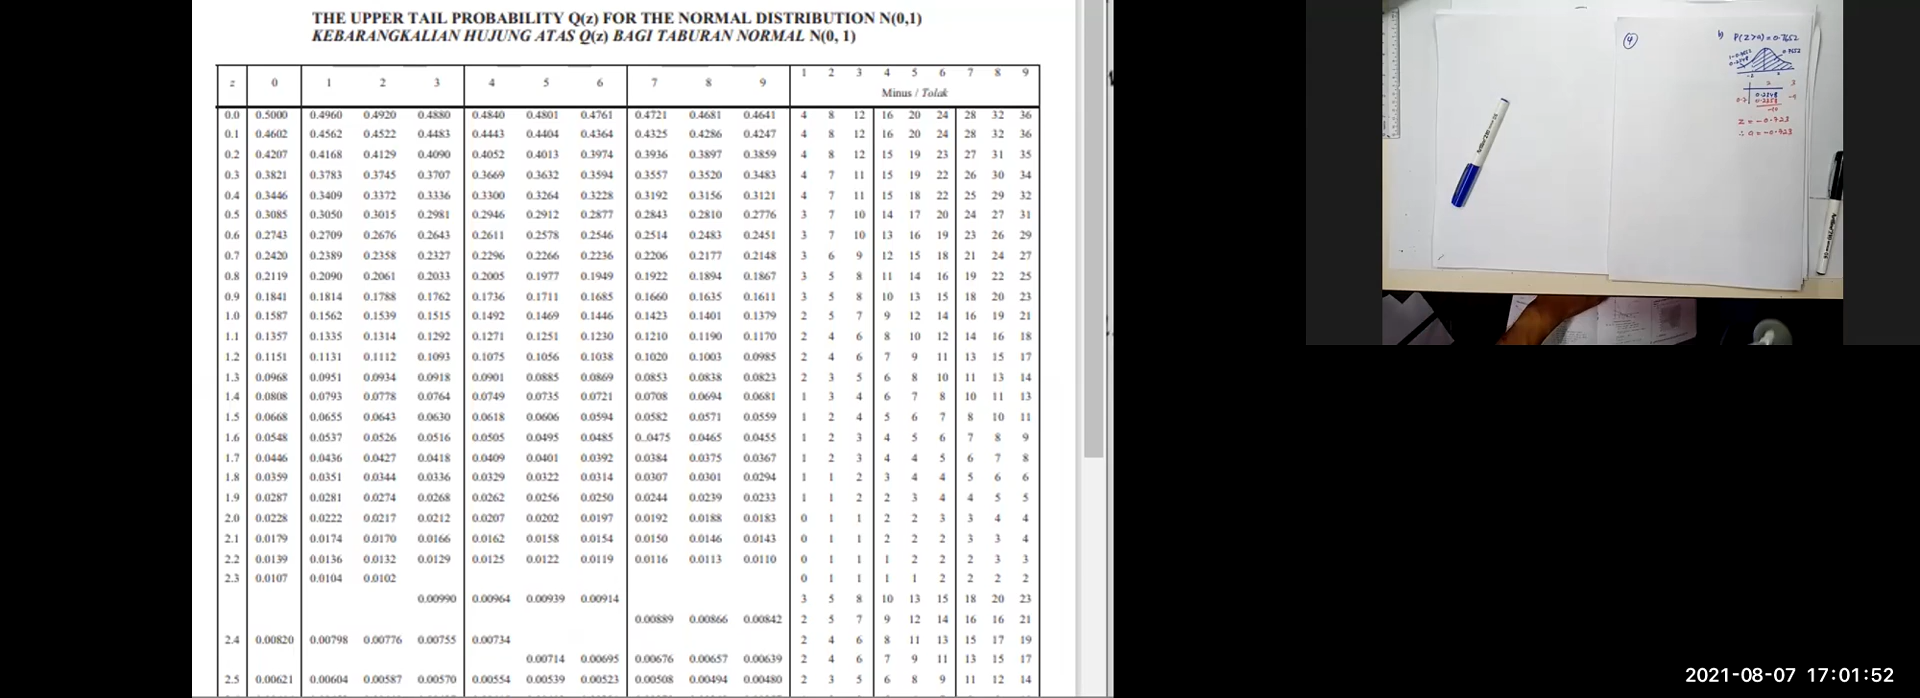 THE UPPER TAIL PROBABILITY Q(z) FOR THE NORMAL DISTRIBUTION N(0,1)
KEBARANGKALIAN HUJUNG ATAS Q(z) BAGI TABURAN NORMAL N(0, 1)
z 0 1 2 3 4 5 6 7 8 9 1 2 3 4 5 6 7 8 9
Minus / Tolak
0.0 0.5000 0.4960 0.4920 0.4880 0.4840 0.4801 0.4761 0.4721 0.4681 0.4641 4 8 12 16 20 24 28 32 36
0.1 0.4602 0.4562 0.4522 0.4483 0.4443 0.4404 0.4364 0.4325 0.4286 0.4247 4 8 12 16 20 24 28 32 36
0.2 0.4207 0.4168 0.4129 0.4090 0.4052 0.4013 0.3974 0.3936 0.3897 0.3859 4 8 12 15 19 23 27 31 35
0.3 0.3821 0.3783 0.3745 0.3707 0.3669 0.3632 0.3594 0.3557 0.3520 0.3483 4 7 11 15 19 22 26 30 34
0.4 0.3446 0.3409 0.3372 0.3336 0.3300 0.3264 0.3228 0.3192 0.3156 0.3121 4 7 11 15 18 22 25 29 32
0.5 0.3085 0.3050 0.3015 0.2981 0.2946 0.2912 0.2877 0.2843 0.2810 0.2776 3 7 10 14 17 20 24 27 31
0.6 0.2743 0.2709 0.2676 0.2643 0.2611 0.2578 0.2546 0.2514 0.2483 0.2451 3 7 10 13 16 19 23 26 29
0.7 0.2420 0.2389 0.2358 0.2327 0.2296 0.2266 0.2236 0.2206 0.2177 0.2148 3 6 9 12 15 18 21 24 27
0.8 0.2119 0.2090 0.2061 0.2033 0.2005 0.1977 0.1949 0.1922 0.1894 0.1867 3 5 8 11 14 16 19 22 25
0.9 0.1841 0.1814 0.1788 0.1762 0.1736 0.1711 0.1685 0.1660 0.1635 0.1611 3 5 8 10 13 15 18 20 23
1.0 0.1587 0.1562 0.1539 0.1515 0.1492 0.1469 0.1446 0.1423 0.1401 0.1379 2 5 7 9 12 14 16 19 21
1.1 0.1357 0.1335 0.1314 0.1292 0.1271 0.1251 0.1230 0.1210 0.1190 0.1170 2 4 6 8 10 12 14 16 18
1.2 0.1151 0.1131 0.1112 0.1093 0.1075 0.1056 0.1038 0.1020 0.1003 0.0985 2 4 6 7 9 11 13 15 17
1.3 0.0968 0.0951 0.0934 0.0918 0.0901 0.0885 0.0869 0.0853 0.0838 0.0823 2 3 5 6 8 10 11 13 14
1.4 0.0808 0.0793 0.0778 0.0764 0.0749 0.0735 0.0721 0.0708 0.0694 0.0681 1 3 4 6 7 8 10 11 13
1.5 0.0668 0.0655 0.0643 0.0630 0.0618 0.0606 0.0594 0.0582 0.0571 0.0559 1 2 4 5 6 7 8 10 11
1.6 0.0548 0.0537 0.0526 0.0516 0.0505 0.0495 0.0485 0..0475 0.0465 0.0455 1 2 3 4 5 6 7 8 9
1.7 0.0446 0.0436 0.0427 0.0418 0.0409 0.0401 0.0392 0.0384 0.0375 0.0367 1 2 3 4 4 5 6 7 8
1.8 0.0359 0.0351 0.0344 0.0336 0.0329 0.0322 0.0314 0.0307 0.0301 0.0294 1 1 2 3 4 4 5 6 6
1.9 0.0287 0.0281 0.0274 0.0268 0.0262 0.0256 0.0250 0.0244 0.0239 0.0233 1 1 2 2 3 4 4 5 5
2.0 0.0228 0.0222 0.0217 0.0212 0.0207 0.0202 0.0197 0.0192 0.0188 0.0183 0 1 1 2 2 3 3 4 4
2.1 0.0179 0.0174 0.0170 0.0166 0.0162 0.0158 0.0154 0.0150 0.0146 0.0143 0 1 1 2 2 2 3 3 4
2.2 0.0139 0.0136 0.0132 0.0129 0.0125 0.0122 0.0119 0.0116 0.0113 0.0110 0 1 1 1 2 2 2 3 3
2.3 0.0107 0.0104 0.0102 0 1 1 1 1 2 2 2 2
0.00990 0.00964 0.00939 0.00914 3 5 8 10 13 15 18 20 23
0.00889 0.00866 0.00842 2 5 7 9 12 14 16 16 21
2.4 0.00820 0.00798 0.00776 0.00755 0.00734 2 4 6 8 11 13 15 17 19
0.00714 0.00695 0.00676 0.00657 0.00639 2 4 6 7 9 11 13 15 17
2.5 0.00621 0.00604 0.00587 0.00570 0.00554 0.00539 0.00523 0.00508 0.00494 0.00480 2 3 5 6 8 9 11 12 14
4
b) P(Z>a) = 0.7652
0.7652
2 3
0.7
Z = -0.723
∴ a = -0.723
2021-08-07 17:01:52